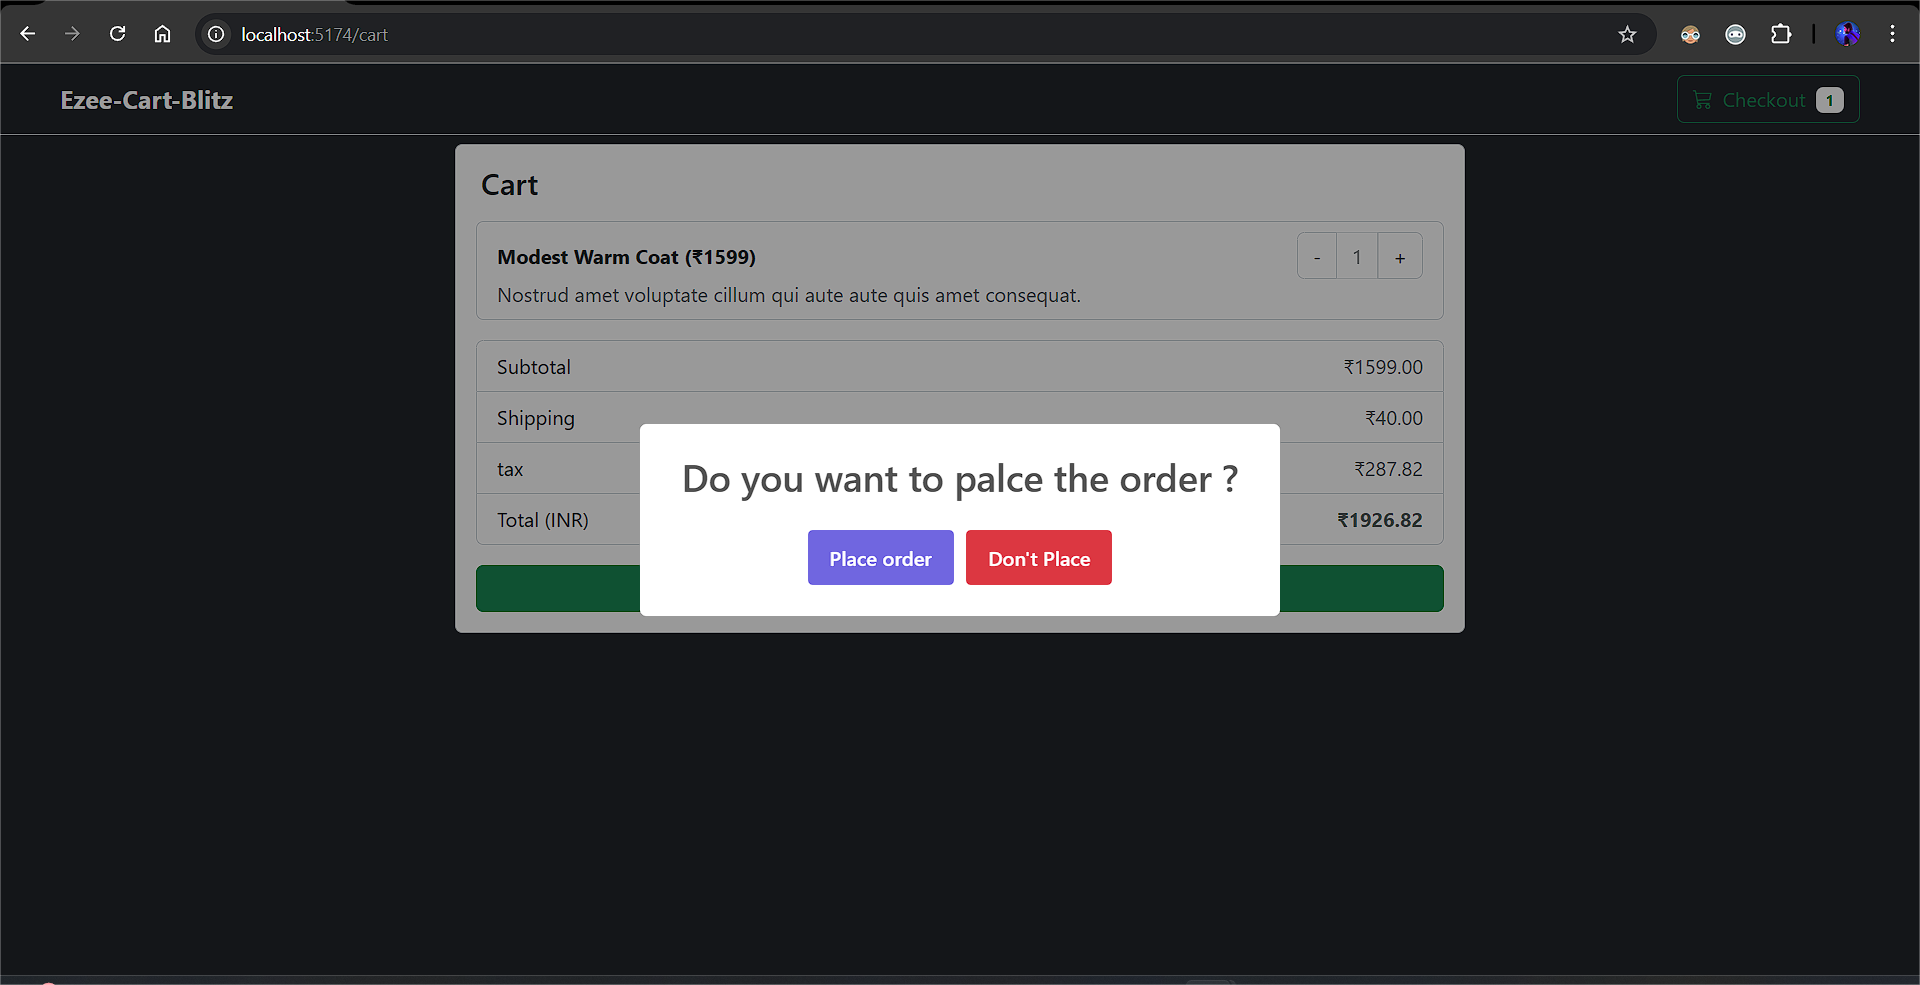 localhost:5174/cart
Ezee-Cart-Blitz
Checkout 1
Cart
Modest Warm Coat (₹1599)
- 1 +
Nostrud amet voluptate cillum qui aute aute quis amet consequat.
Subtotal ₹1599.00
Shipping ₹40.00
tax ₹287.82
Total (INR) ₹1926.82
Do you want to palce the order ?
Place order Don't Place